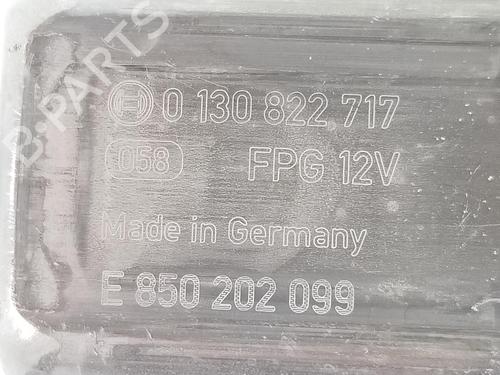 B-PARTS
0 130 822 717
058 FPG 12V
Made in Germany
E 850 202 099